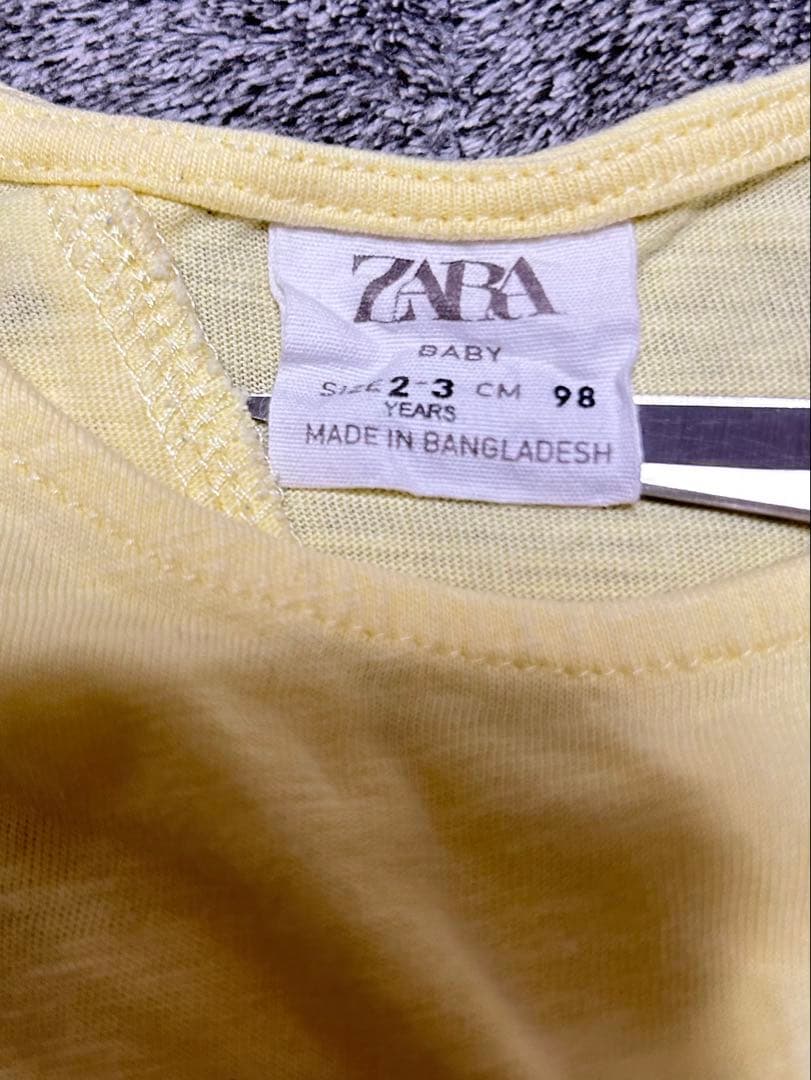 ZARA
BABY
SIZE 2-3 CM 98
YEARS
MADE IN BANGLADESH